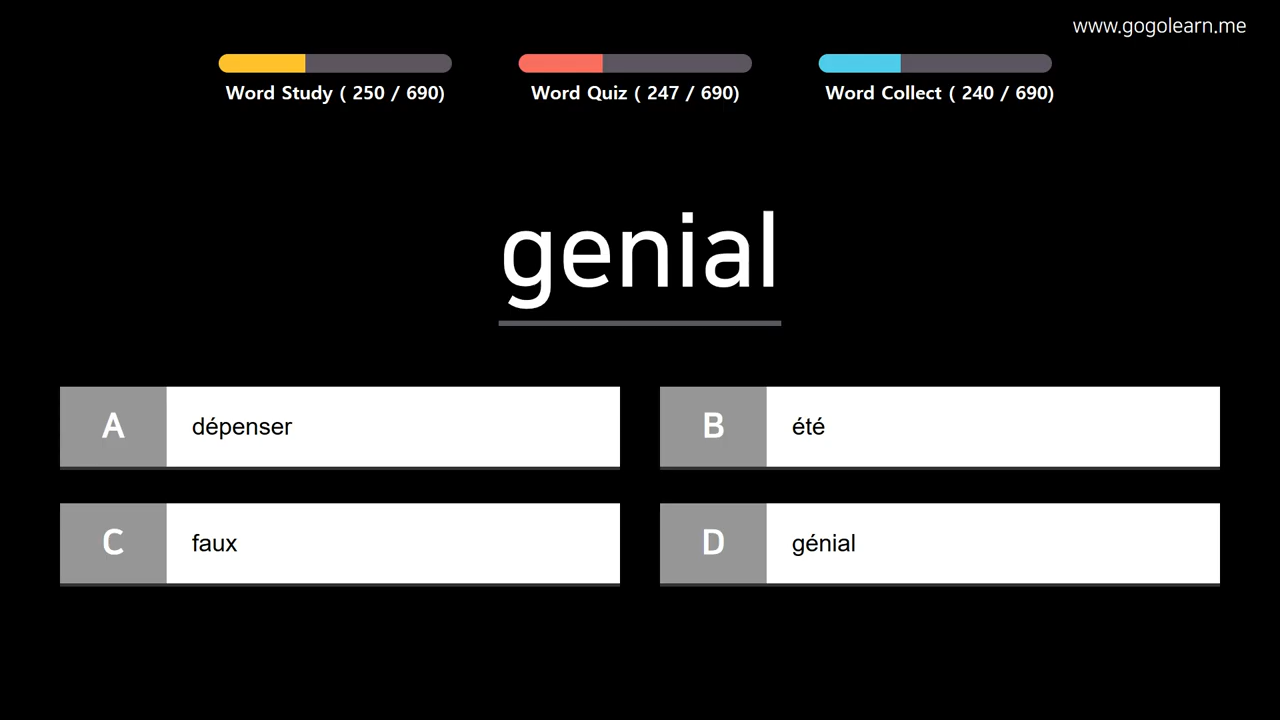 www.gogolearn.me
Word Study ( 250 / 690)
Word Quiz ( 247 / 690)
Word Collect ( 240 / 690)
genial
A dépenser
B été
C faux
D génial